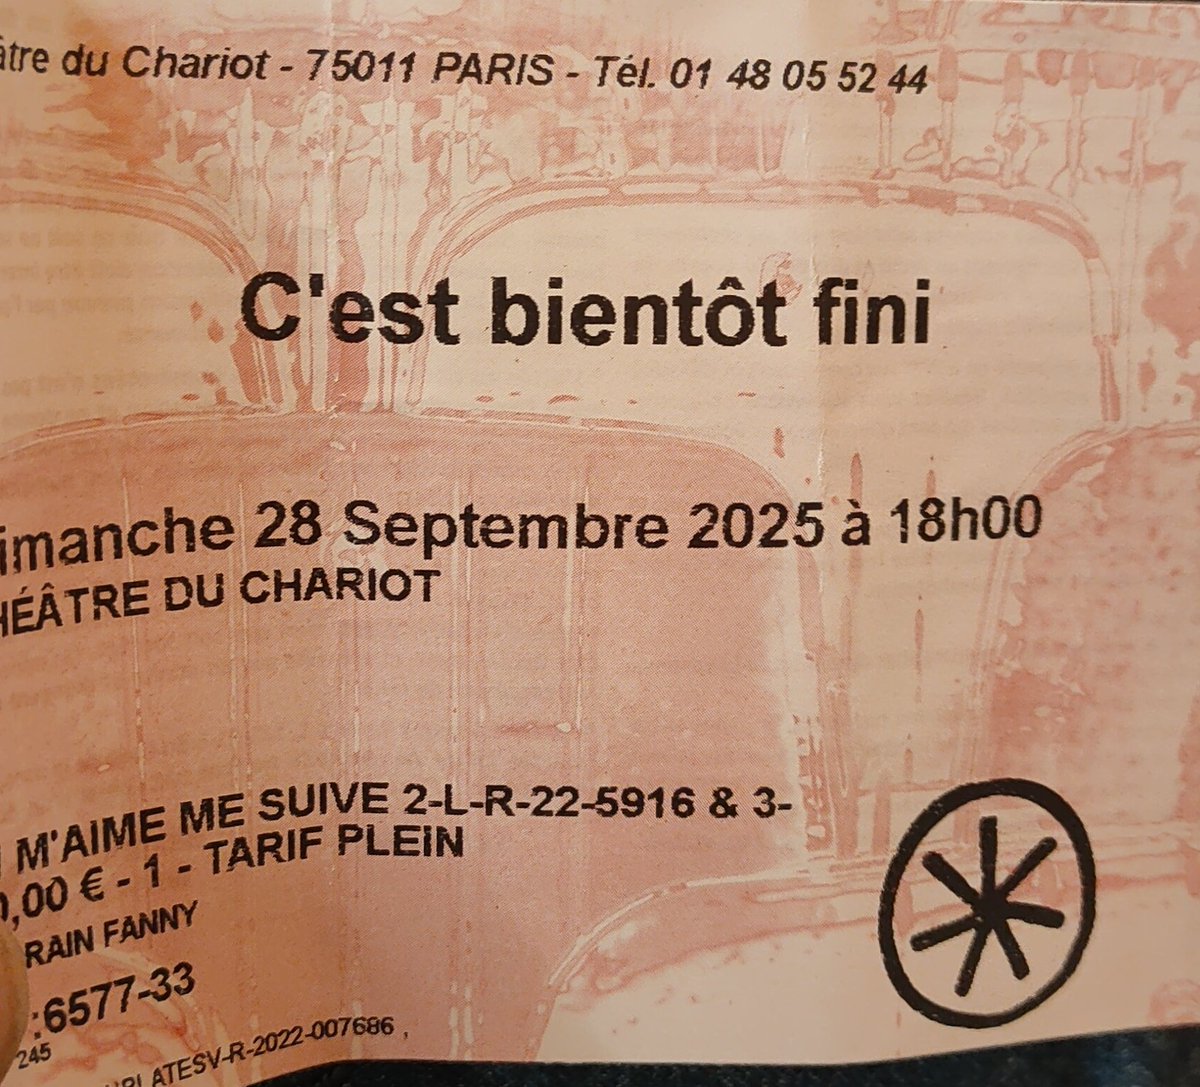 âtre du Chariot - 75011 PARIS - Tél. 01 48 05 52 44
C'est bientôt fini
imanche 28 Septembre 2025 à 18h00
HÉÂTRE DU CHARIOT
M'AIME ME SUIVE 2-L-R-22-5916 & 3-
0,00 € - 1 - TARIF PLEIN
RAIN FANNY
:6577-33
245
PLATESV-R-2022-007686 ,